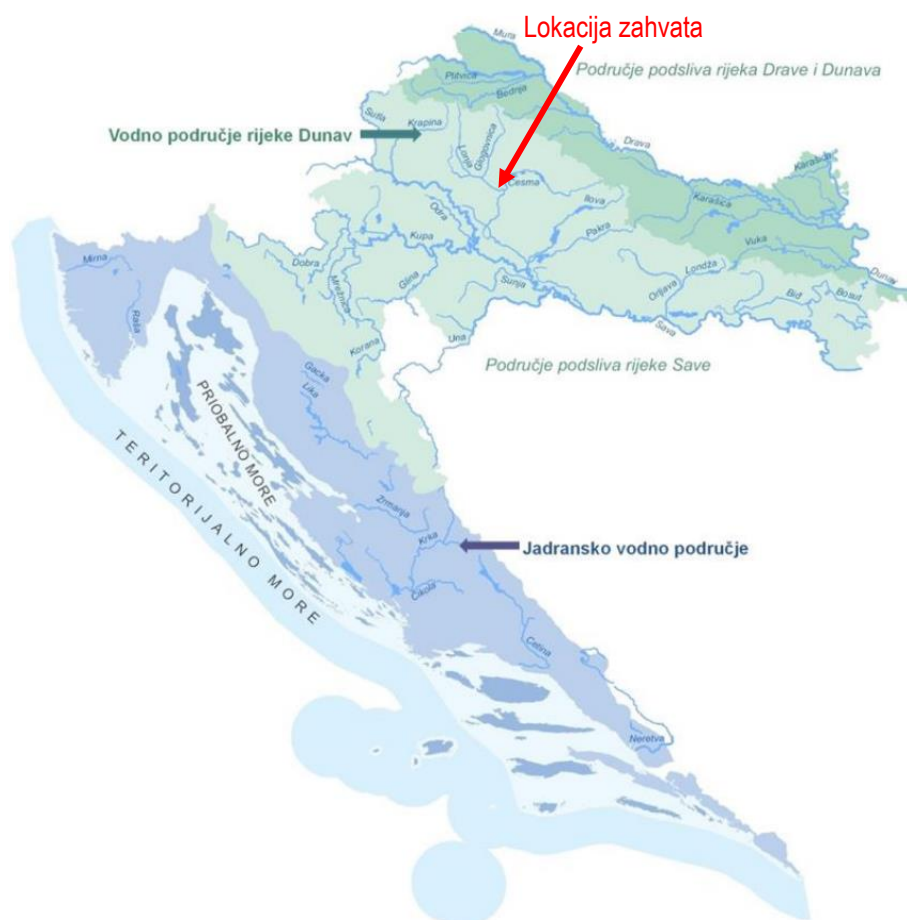 Lokacija zahvata
Mura
Područje podsliva rijeka Drave i Dunava
Plitvica
Bednja
Sutla
Krapina
Vodno područje rijeke Dunav
Lonja
Glogovnica
Drava
Karašica
Česma
Ilova
Karašica
Odra
Pakra
Kupa
Vuka
Dunav
Mirna
Dobra
Mrežnica
Glina
Sunja
Orljava
Londža
Biđ
Bosut
Raša
Sava
Una
Korana
Područje podsliva rijeke Save
Gacka
Lika
PRIOBALNO MORE
TERITORIJALNO MORE
Zrmanja
Krka
Jadransko vodno područje
Čikola
Cetina
Neretva